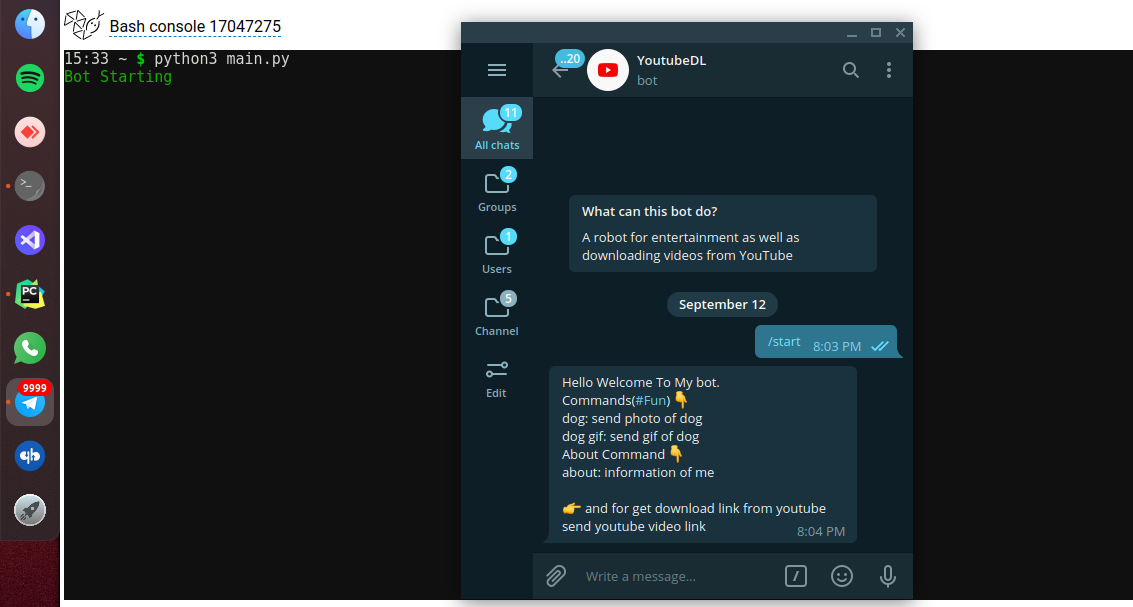 Bash console 17047275
15:33 ~ $ python3 main.py
Bot Starting
PC
9999
qb
..20
YoutubeDL
bot
11
All chats
2
Groups
1
Users
5
Channel
Edit
What can this bot do?
A robot for entertainment as well as
downloading videos from YouTube
September 12
/start 8:03 PM
Hello Welcome To My bot.
Commands(#Fun) 👇
dog: send photo of dog
dog gif: send gif of dog
About Command 👇
about: information of me
👉 and for get download link from youtube
send youtube video link
8:04 PM
Write a message...